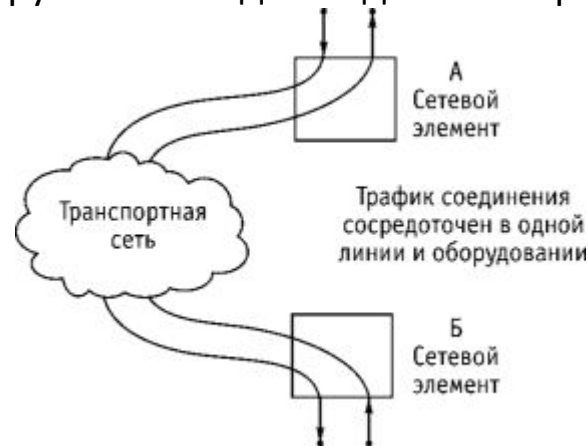 А
Сетевой
элемент
Транспортная
сеть
Трафик соединения
сосредоточен в одной
линии и оборудовании
Б
Сетевой
элемент